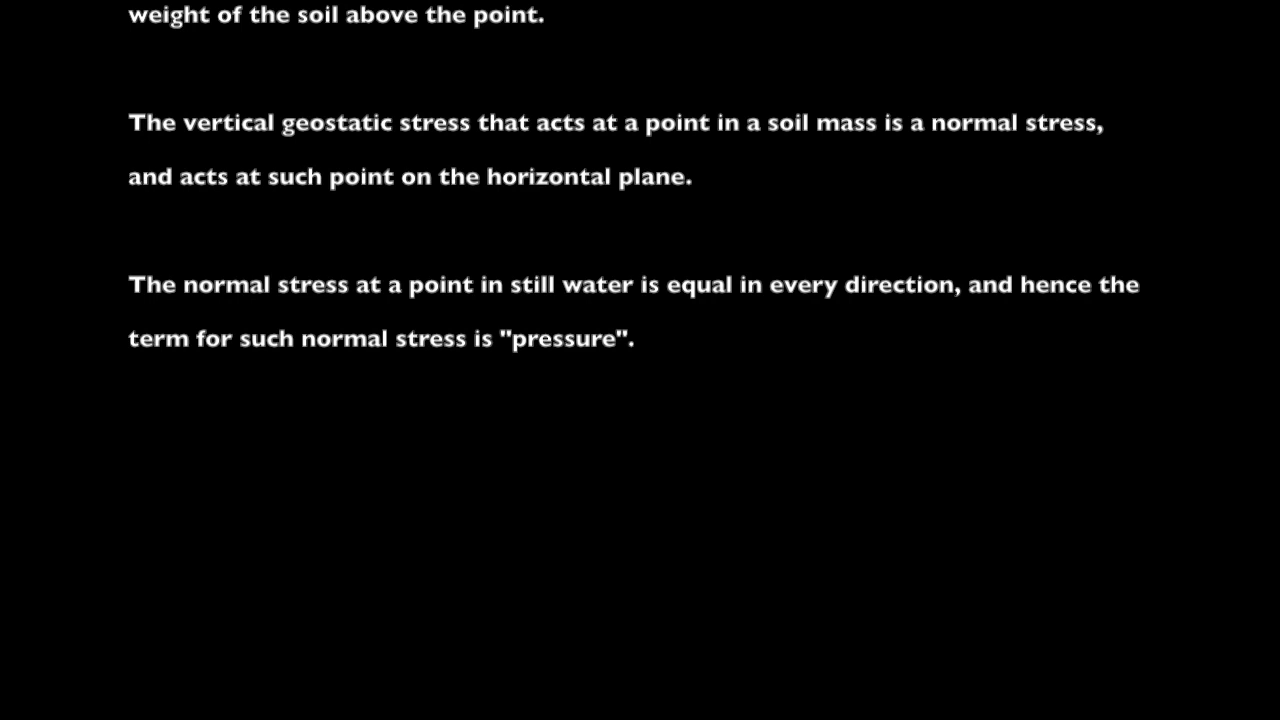 weight of the soil above the point.
The vertical geostatic stress that acts at a point in a soil mass is a normal stress,
and acts at such point on the horizontal plane.
The normal stress at a point in still water is equal in every direction, and hence the
term for such normal stress is "pressure".